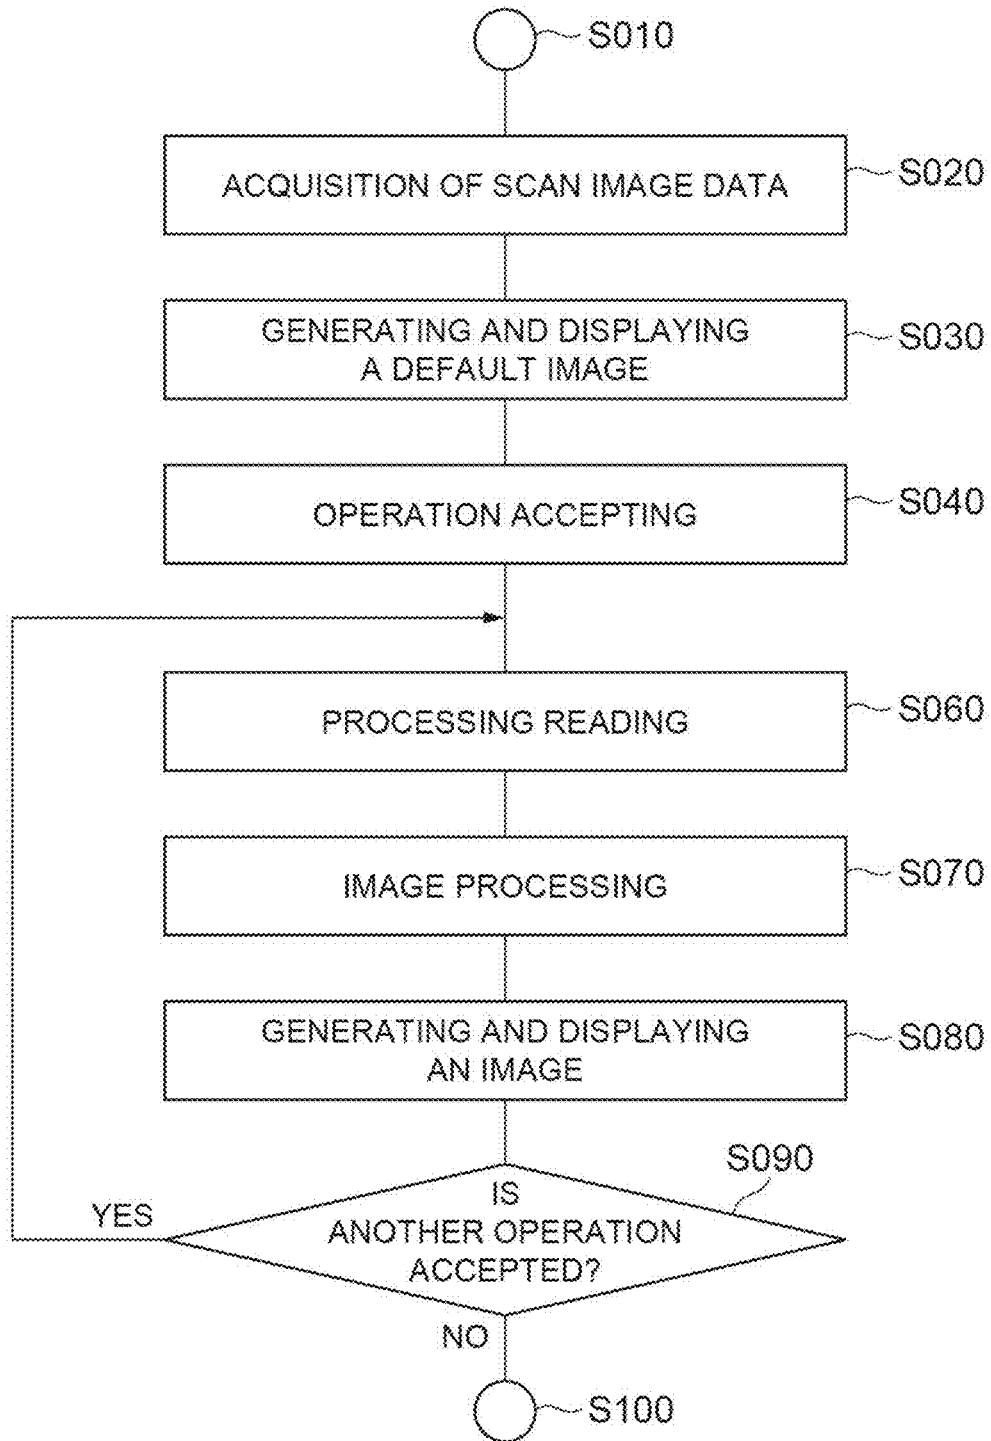 S010
ACQUISITION OF SCAN IMAGE DATA
S020
GENERATING AND DISPLAYING
A DEFAULT IMAGE
S030
OPERATION ACCEPTING
S040
PROCESSING READING
S060
IMAGE PROCESSING
S070
GENERATING AND DISPLAYING
AN IMAGE
S080
S090
YES
IS
ANOTHER OPERATION
ACCEPTED?
NO
S100